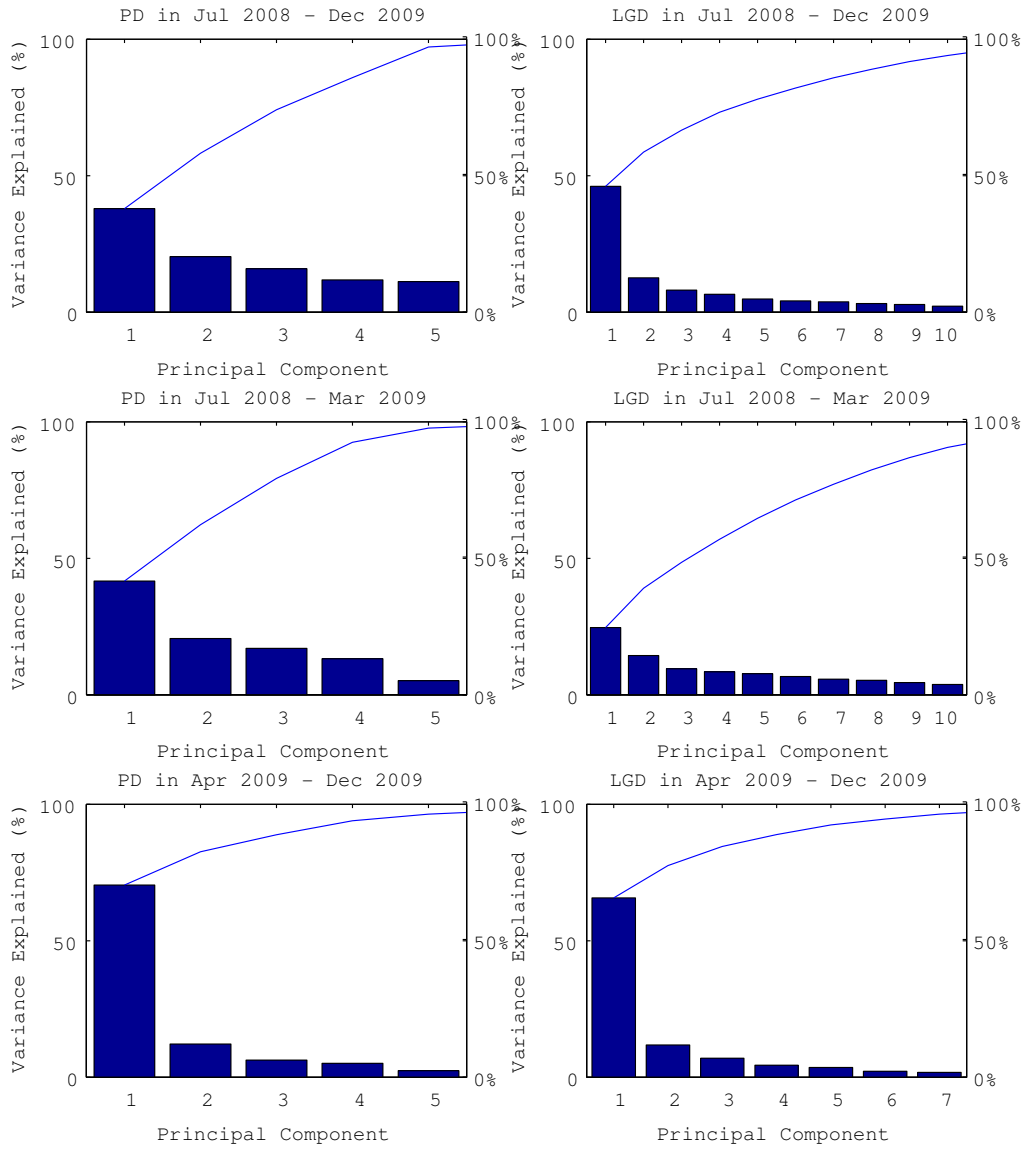 PD in Jul 2008 − Dec 2009
Variance Explained (%)
100
50
0
100%
50%
0%
1 2 3 4 5
Principal Component
LGD in Jul 2008 − Dec 2009
Variance Explained (%)
100
50
0
100%
50%
0%
1 2 3 4 5 6 7 8 9 10
Principal Component
PD in Jul 2008 − Mar 2009
Variance Explained (%)
100
50
0
100%
50%
0%
1 2 3 4 5
Principal Component
LGD in Jul 2008 − Mar 2009
Variance Explained (%)
100
50
0
100%
50%
0%
1 2 3 4 5 6 7 8 9 10
Principal Component
PD in Apr 2009 − Dec 2009
Variance Explained (%)
100
50
0
100%
50%
0%
1 2 3 4 5
Principal Component
LGD in Apr 2009 − Dec 2009
Variance Explained (%)
100
50
0
100%
50%
0%
1 2 3 4 5 6 7
Principal Component